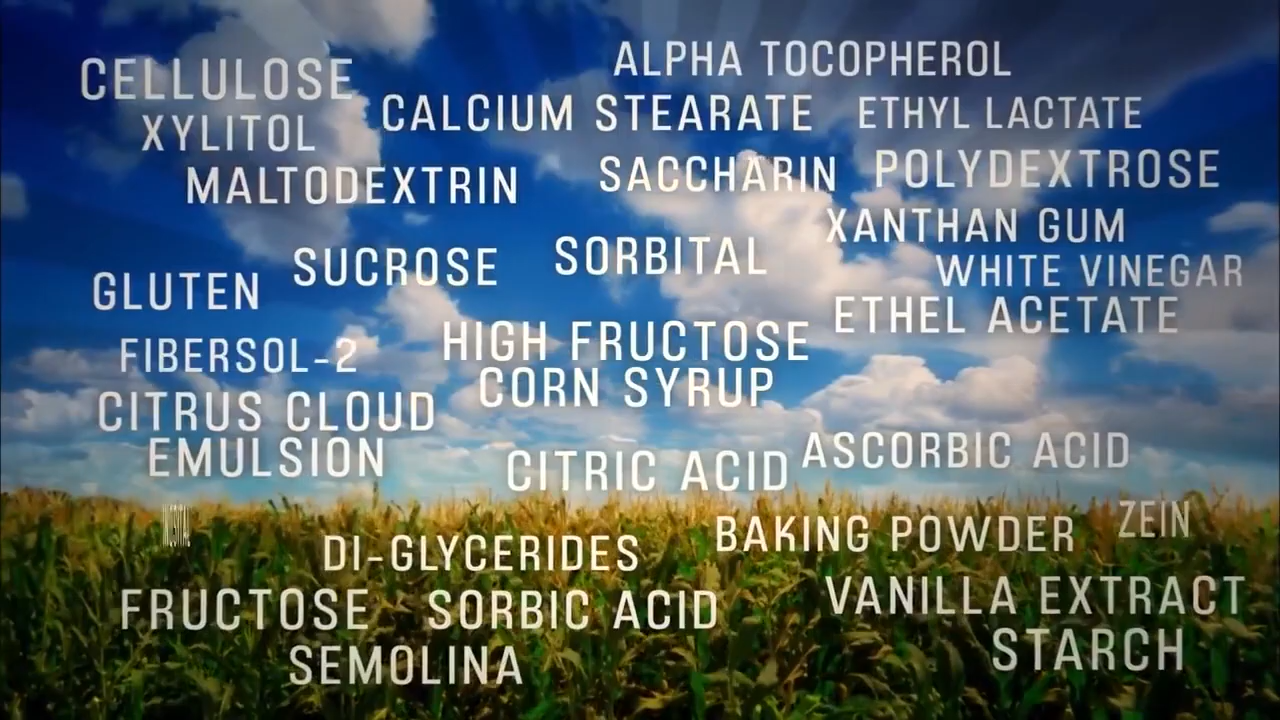 ALPHA TOCOPHEROL
CELLULOSE
CALCIUM STEARATE
ETHYL LACTATE
XYLITOL
SACCHARIN
POLYDEXTROSE
MALTODEXTRIN
XANTHAN GUM
SUCROSE
SORBITAL
WHITE VINEGAR
GLUTEN
ETHEL ACETATE
HIGH FRUCTOSE
CORN SYRUP
FIBERSOL-2
CITRUS CLOUD
EMULSION
ASCORBIC ACID
CITRIC ACID
ZEIN
BAKING POWDER
DI-GLYCERIDES
VANILLA EXTRACT
FRUCTOSE
SORBIC ACID
STARCH
SEMOLINA